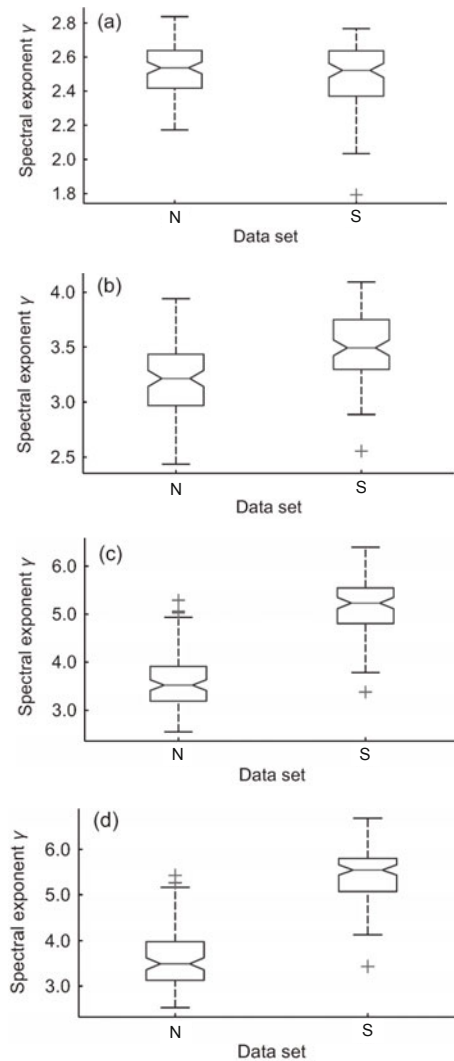 (a)
Spectral exponent γ
2.8
2.6
2.4
2.2
2.0
1.8
N S
Data set
(b)
Spectral exponent γ
4.0
3.5
3.0
2.5
N S
Data set
(c)
Spectral exponent γ
6.0
5.0
4.0
3.0
N S
Data set
(d)
Spectral exponent γ
6.0
5.0
4.0
3.0
N S
Data set